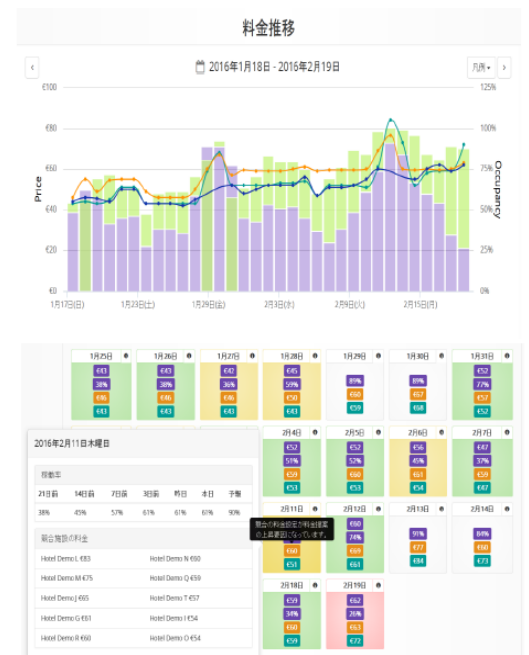 料金推移
2016年1月18日 - 2016年2月19日
凡例
€100
€80
€60
€40
€20
€0
Price
125%
100%
75%
50%
25%
0%
Occupancy
1月17日(日) 1月23日(土) 1月29日(金) 2月3日(水) 2月9日(火) 2月15日(月)
1月25日 1月26日 1月27日 1月28日 1月29日 1月30日 1月31日
€43 €43 €42 €45 €52
38% 38% 36% 59% 89% 89% 77%
€46 €46 €46 €50 €60 €67 €57
€43 €43 €41 €43 €59 €68 €52
2月4日 2月5日 2月6日 2月7日
€52 €52 €56 €47
51% 52% 45% 37%
€59 €60 €61 €59
€53 €53 €54 €47
2016年2月11日木曜日
稼働率
21日前 14日前 7日前 3日前 昨日 本日 予報
38% 45% 57% 61% 61% 61% 90%
競合施設の料金
Hotel Demo L €83 Hotel Demo N €60
Hotel Demo M €75 Hotel Demo Q €59
Hotel Demo J €65 Hotel Demo T €57
Hotel Demo G €61 Hotel Demo I €54
Hotel Demo R €60 Hotel Demo O €54
2月11日 2月12日 2月13日 2月14日
競合の料金設定が料金提案
の上昇要因になっています。
€60
74% 91% 84%
€60 €69 €77 €60
€51 €61 €84 €73
2月18日 2月19日
€59 €62
34% 26%
€60 €63
€59 €72